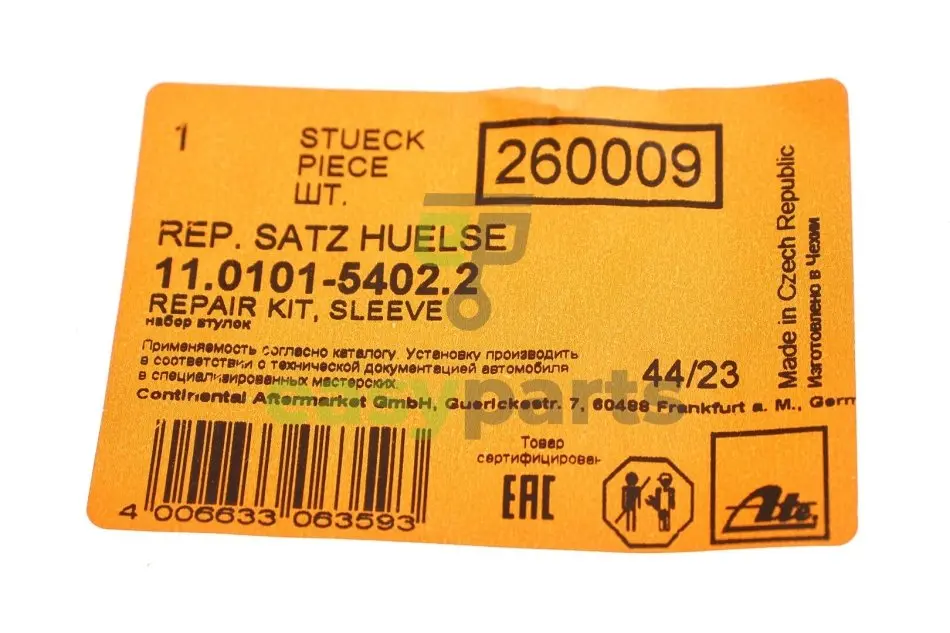 1
STUECK
PIECE
ШТ.
260009
REP. SATZ HUELSE
11.0101-5402.2
REPAIR KIT, SLEEVE
набор втулок
Применяемость согласно каталогу. Установку производить
в соответствии с технической документацией автомобиля
в специализированных мастерских.
44/23
Continental Aftermarket GmbH, Guerickestr. 7, 60488 Frankfurt a. M., Germ
Made in Czech Republic
Изготовлено в Чехии
4 006633 063593
Товар
сертифицирован
EAC
Ate
easyparts